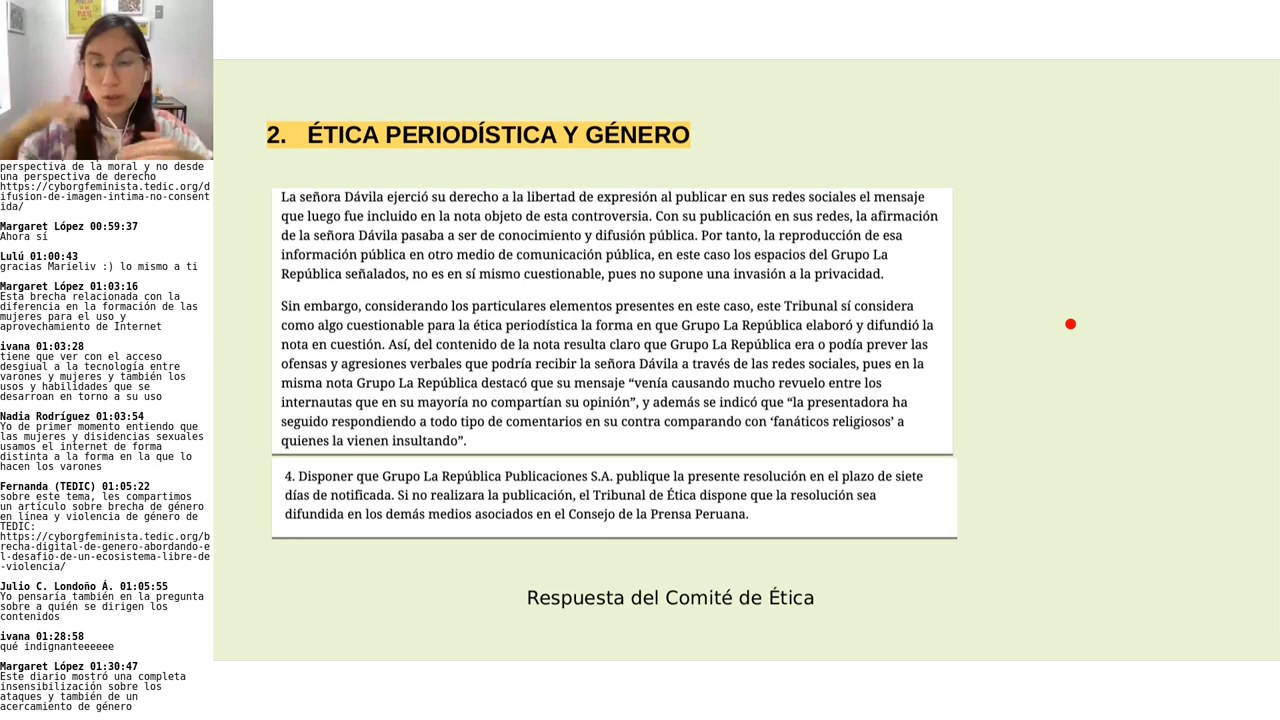 perspectiva de la moral y no desde
una perspectiva de derecho
https://cyborgfeminista.tedic.org/d
ifusion-de-imagen-intima-no-consent
ida/
Margaret López 00:59:37
Ahora sí
Lulú 01:00:43
gracias Marieliv :) lo mismo a ti
Margaret López 01:03:16
Esta brecha relacionada con la
diferencia en la formación de las
mujeres para el uso y
aprovechamiento de Internet
ivana 01:03:28
tiene que ver con el acceso
desgiual a la tecnología entre
varones y mujeres y también los
usos y habilidades que se
desarroan en torno a su uso
Nadia Rodríguez 01:03:54
Yo de primer momento entiendo que
las mujeres y disidencias sexuales
usamos el internet de forma
distinta a la forma en la que lo
hacen los varones
Fernanda (TEDIC) 01:05:22
sobre este tema, les compartimos
un artículo sobre brecha de género
en línea y violencia de género de
TEDIC:
https://cyborgfeminista.tedic.org/b
recha-digital-de-genero-abordando-e
l-desafio-de-un-ecosistema-libre-de
-violencia/
Julio C. Londoño Á. 01:05:55
Yo pensaría también en la pregunta
sobre a quién se dirigen los
contenidos
ivana 01:28:58
qué indignanteeeeee
Margaret López 01:30:47
Este diario mostró una completa
insensibilización sobre los
ataques y también de un
acercamiento de género
2. ÉTICA PERIODÍSTICA Y GÉNERO
La señora Dávila ejerció su derecho a la libertad de expresión al publicar en sus redes sociales el mensaje
que luego fue incluido en la nota objeto de esta controversia. Con su publicación en sus redes, la afirmación
de la señora Dávila pasaba a ser de conocimiento y difusión pública. Por tanto, la reproducción de esa
información pública en otro medio de comunicación pública, en este caso los espacios del Grupo La
República señalados, no es en sí mismo cuestionable, pues no supone una invasión a la privacidad.
Sin embargo, considerando los particulares elementos presentes en este caso, este Tribunal sí considera
como algo cuestionable para la ética periodística la forma en que Grupo La República elaboró y difundió la
nota en cuestión. Así, del contenido de la nota resulta claro que Grupo La República era o podía prever las
ofensas y agresiones verbales que podría recibir la señora Dávila a través de las redes sociales, pues en la
misma nota Grupo La República destacó que su mensaje “venía causando mucho revuelo entre los
internautas que en su mayoría no compartían su opinión”, y además se indicó que “la presentadora ha
seguido respondiendo a todo tipo de comentarios en su contra comparando con ‘fanáticos religiosos’ a
quienes la vienen insultando”.
4. Disponer que Grupo La República Publicaciones S.A. publique la presente resolución en el plazo de siete
días de notificada. Si no realizara la publicación, el Tribunal de Ética dispone que la resolución sea
difundida en los demás medios asociados en el Consejo de la Prensa Peruana.
Respuesta del Comité de Ética